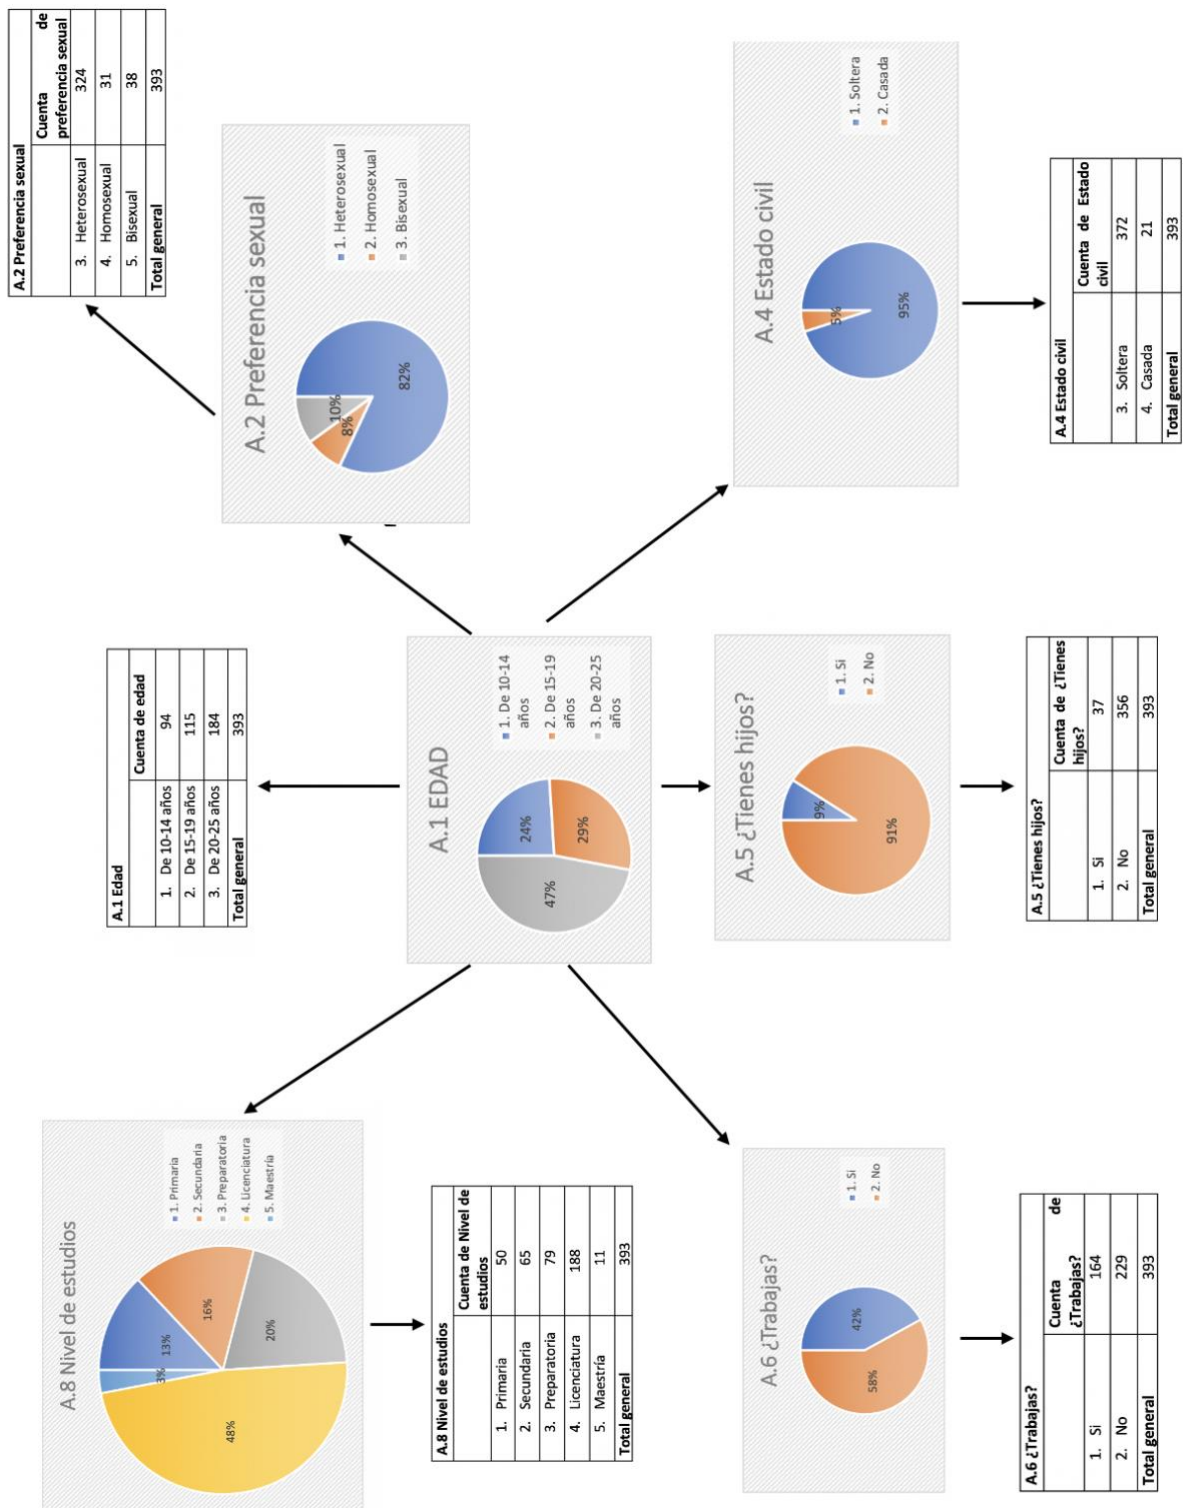 A.8 Nivel de estudios
1. Primaria
2. Secundaria
3. Preparatoria
4. Licenciatura
5. Maestría
13%
16%
20%
48%
3%
A.8 Nivel de estudios
Cuenta de Nivel de
estudios
1. Primaria 50
2. Secundaria 65
3. Preparatoria 79
4. Licenciatura 188
5. Maestría 11
Total general 393
A.1 Edad
Cuenta de edad
1. De 10-14 años 94
2. De 15-19 años 115
3. De 20-25 años 184
Total general 393
A.2 Preferencia sexual
Cuenta de
preferencia sexual
3. Heterosexual 324
4. Homosexual 31
5. Bisexual 38
Total general 393
A.2 Preferencia sexual
1. Heterosexual
2. Homosexual
3. Bisexual
82%
8%
10%
A.1 EDAD
1. De 10-14
años
2. De 15-19
años
3. De 20-25
años
24%
29%
47%
A.6 ¿Trabajas?
1. Si
2. No
42%
58%
A.6 ¿Trabajas?
Cuenta de
¿Trabajas?
1. Si 164
2. No 229
Total general 393
A.5 ¿Tienes hijos?
1. Si
2. No
9%
91%
A.5 ¿Tienes hijos?
Cuenta de ¿Tienes
hijos?
1. Si 37
2. No 356
Total general 393
A.4 Estado civil
1. Soltera
2. Casada
5%
95%
A.4 Estado civil
Cuenta de Estado
civil
3. Soltera 372
4. Casada 21
Total general 393